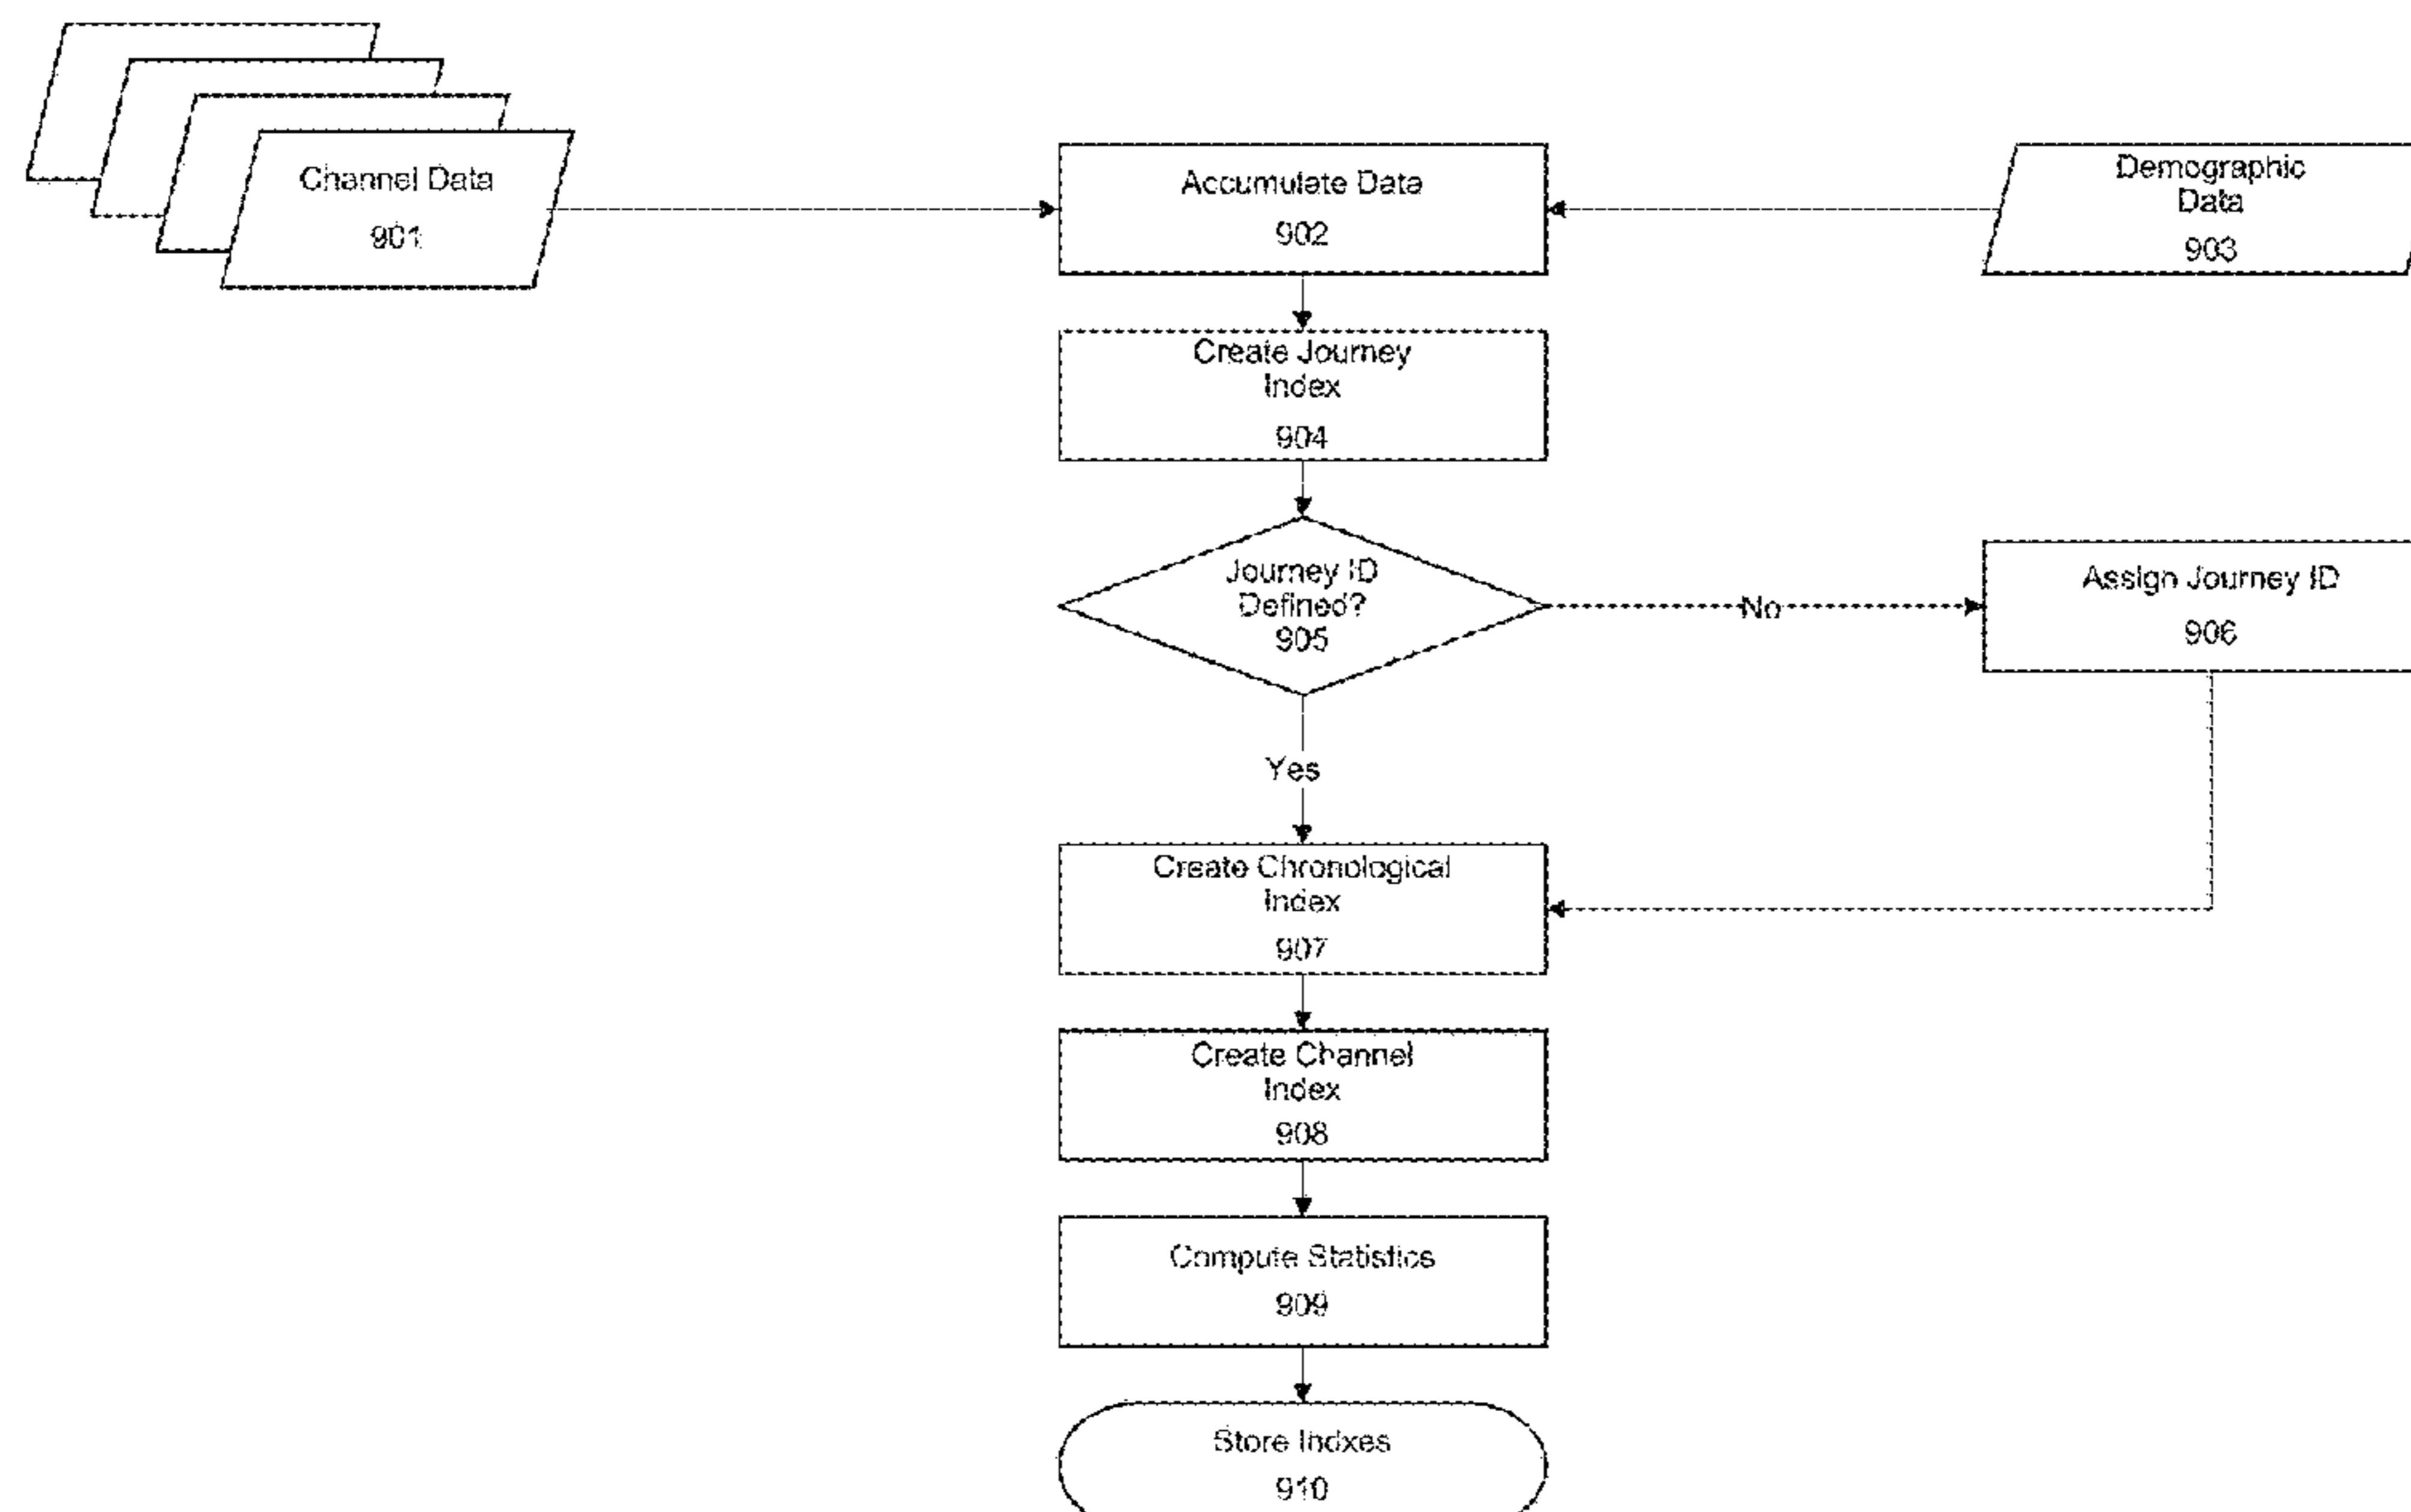 Channel Data
901
Accumulate Data
902
Demographic
Data
903
Create Journey
Index
904
Journey ID
Defined?
905
No
Assign Journey ID
906
Yes
Create Chronological
Index
907
Create Channel
Index
908
Compute Statistics
909
Store Indxes
910